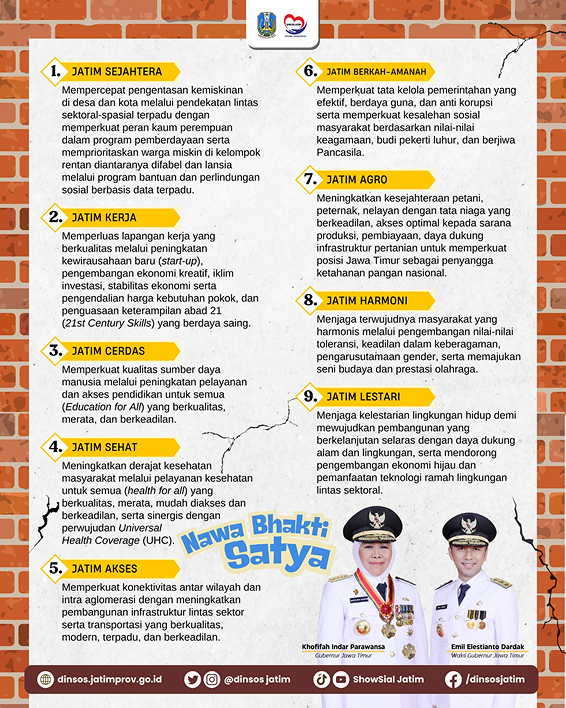 1. JATIM SEJAHTERA
Mempercepat pengentasan kemiskinan
di desa dan kota melalui pendekatan lintas
sektoral-spasial terpadu dengan
memperkuat peran kaum perempuan
dalam program pemberdayaan serta
memprioritaskan warga miskin di kelompok
rentan diantaranya difabel dan lansia
melalui program bantuan dan perlindungan
sosial berbasis data terpadu.
2. JATIM KERJA
Memperluas lapangan kerja yang
berkualitas melalui peningkatan
kewirausahaan baru (start-up),
pengembangan ekonomi kreatif, iklim
investasi, stabilitas ekonomi serta
pengendalian harga kebutuhan pokok, dan
penguasaan keterampilan abad 21
(21st Century Skills) yang berdaya saing.
3. JATIM CERDAS
Memperkuat kualitas sumber daya
manusia melalui peningkatan pelayanan
dan akses pendidikan untuk semua
(Education for All) yang berkualitas,
merata, dan berkeadilan.
4. JATIM SEHAT
Meningkatkan derajat kesehatan
masyarakat melalui pelayanan kesehatan
untuk semua (health for all) yang
berkualitas, merata, mudah diakses dan
berkeadilan, serta sinergis dengan
perwujudan Universal
Health Coverage (UHC).
5. JATIM AKSES
Memperkuat konektivitas antar wilayah dan
intra aglomerasi dengan meningkatkan
pembangunan infrastruktur lintas sektor
serta transportasi yang berkualitas,
modern, terpadu, dan berkeadilan.
6. JATIM BERKAH-AMANAH
Memperkuat tata kelola pemerintahan yang
efektif, berdaya guna, dan anti korupsi
serta memperkuat kesalehan sosial
masyarakat berdasarkan nilai-nilai
keagamaan, budi pekerti luhur, dan berjiwa
Pancasila.
7. JATIM AGRO
Meningkatkan kesejahteraan petani,
peternak, nelayan dengan tata niaga yang
berkeadilan, akses optimal kepada sarana
produksi, pembiayaan, daya dukung
infrastruktur pertanian untuk memperkuat
posisi Jawa Timur sebagai penyangga
ketahanan pangan nasional.
8. JATIM HARMONI
Menjaga terwujudnya masyarakat yang
harmonis melalui pengembangan nilai-nilai
toleransi, keadilan dalam keberagaman,
pengarusutamaan gender, serta memajukan
seni budaya dan prestasi olahraga.
9. JATIM LESTARI
Menjaga kelestarian lingkungan hidup demi
mewujudkan pembangunan yang
berkelanjutan selaras dengan daya dukung
alam dan lingkungan, serta mendorong
pengembangan ekonomi hijau dan
pemanfaatan teknologi ramah lingkungan
lintas sektoral.
Nawa Bhakti
Satya
Khofifah Indar Parawansa
Gubernur Jawa Timur
Emil Elestianto Dardak
Wakil Gubernur Jawa Timur
dinsos.jatimprov.go.id
@dinsos jatim
ShowSial Jatim
/dinsosjatim